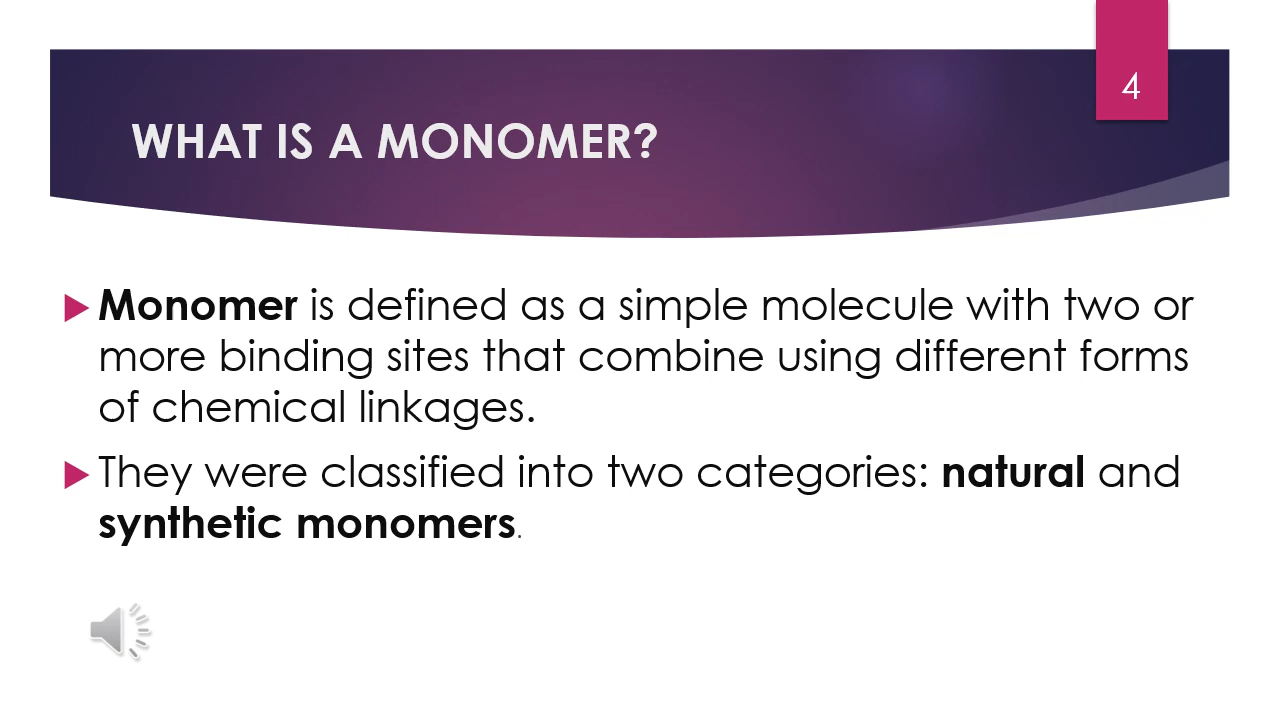 4
WHAT IS A MONOMER?
Monomer is defined as a simple molecule with two or
more binding sites that combine using different forms
of chemical linkages.
They were classified into two categories: natural and
synthetic monomers.